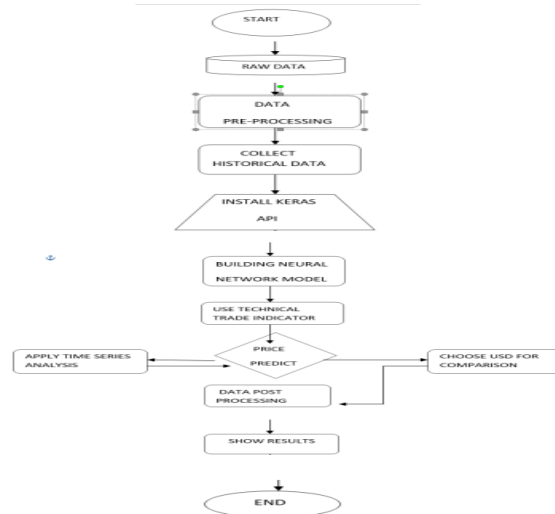 START
RAW DATA
DATA
PRE-PROCESSING
COLLECT
HISTORICAL DATA
INSTALL KERAS
API
BUILDING NEURAL
NETWORK MODEL
USE TECHNICAL
TRADE INDICATOR
PRICE
PREDICT
APPLY TIME SERIES
ANALYSIS
CHOOSE USD FOR
COMPARISON
DATA POST
PROCESSING
SHOW RESULTS
END